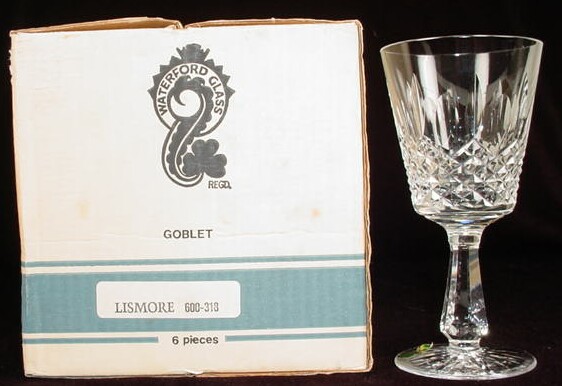 WATERFORD GLASS
REGD.
GOBLET
LISMORE 600-318
6 pieces